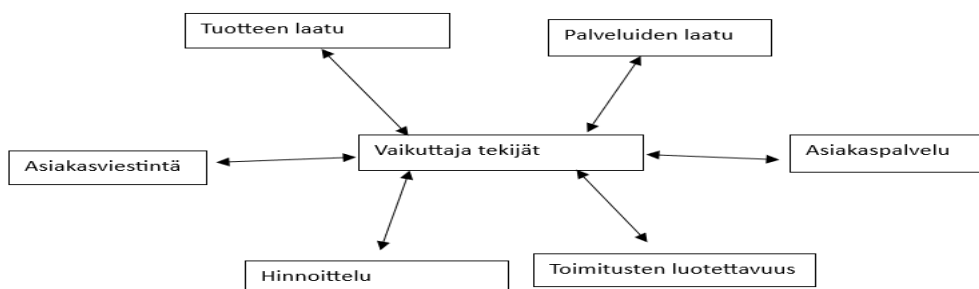 Tuotteen laatu
Palveluiden laatu
Vaikuttaja tekijät
Asiakasviestintä
Asiakaspalvelu
Hinnoittelu
Toimitusten luotettavuus